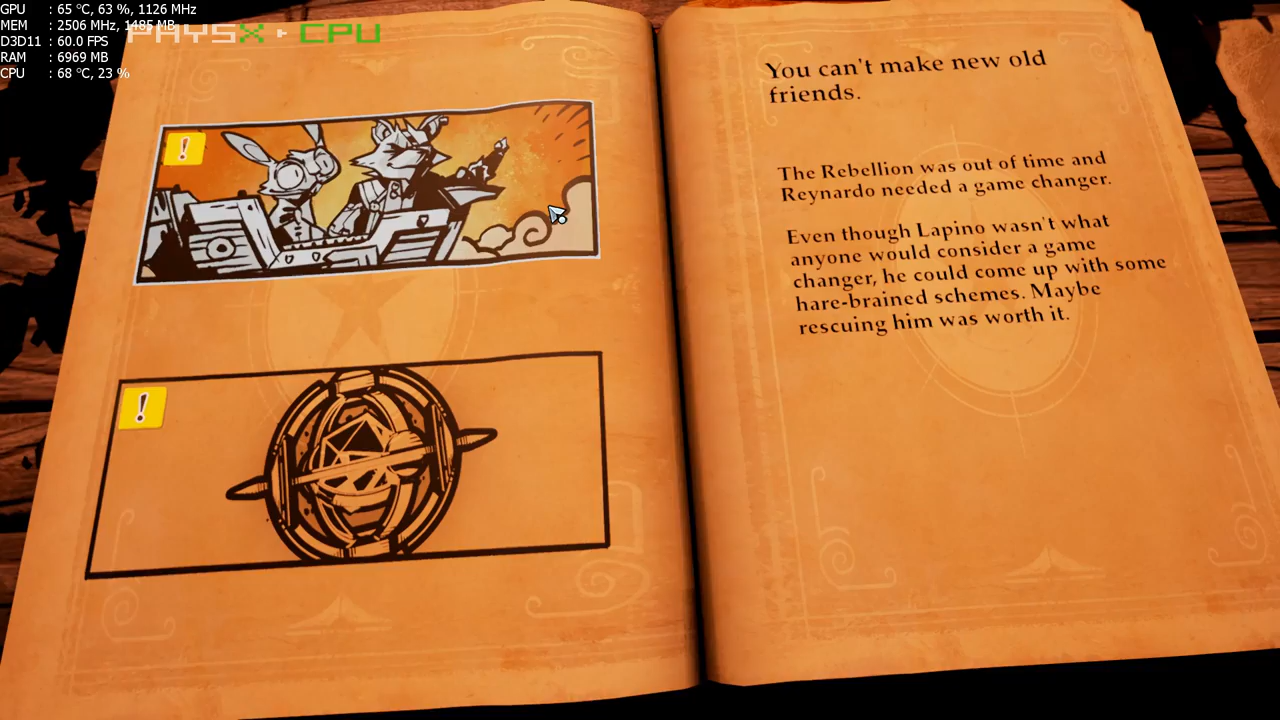 GPU : 65 °C, 63 %, 1126 MHz
MEM : 2506 MHz, 1485 MB
D3D11 : 60.0 FPS
RAM : 6969 MB
CPU : 68 °C, 23 %
PHYSX › CPU
!
!
You can't make new old
friends.
The Rebellion was out of time and
Reynardo needed a game changer.
Even though Lapino wasn't what
anyone would consider a game
changer, he could come up with some
hare-brained schemes. Maybe
rescuing him was worth it.